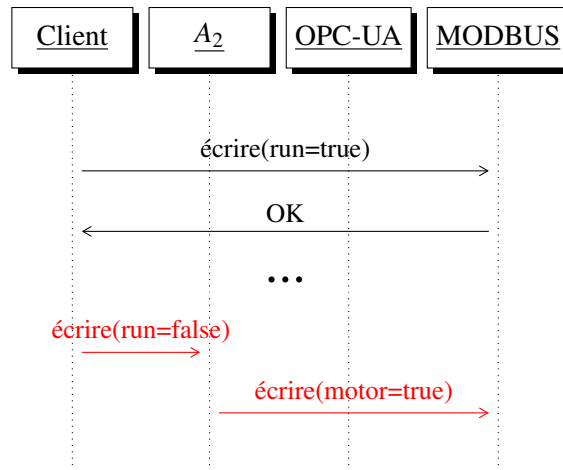 Client A₂ OPC-UA MODBUS
écrire(run=true)
OK
...
écrire(run=false)
écrire(motor=true)